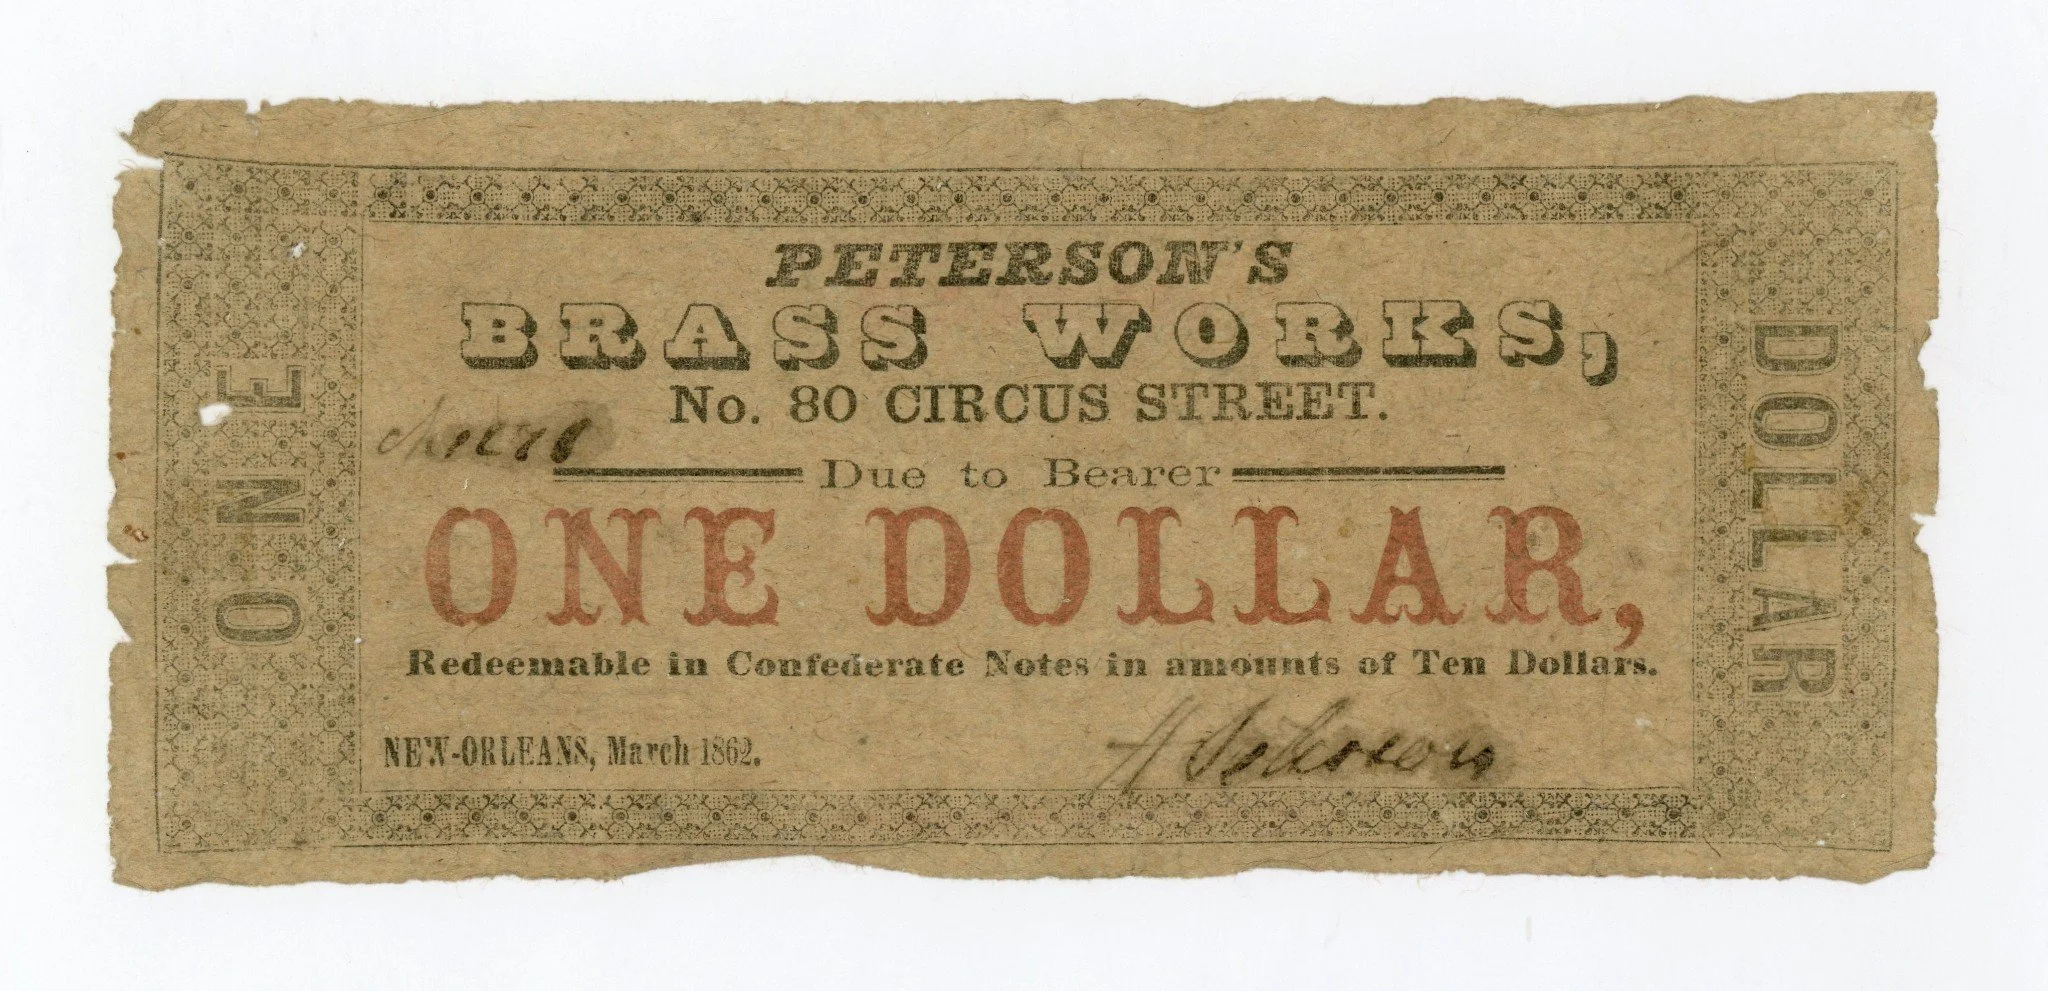 PETERSON'S
BRASS WORKS,
No. 80 CIRCUS STREET.
Due to Bearer
ONE DOLLAR,
Redeemable in Confederate Notes in amounts of Ten Dollars.
NEW-ORLEANS, March 1862.
ONE
DOLLAR